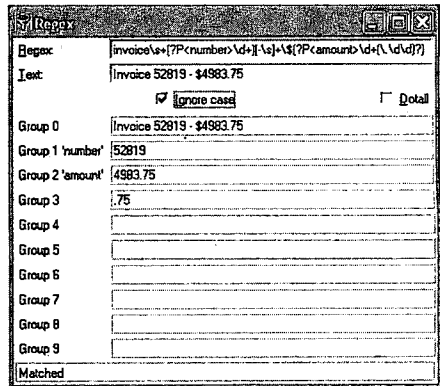 Regex
Regex: invoice\s+(?P<number>\d+)[-\s]+\$(?P<amount>\d+(\.\d\d)?)
Text: Invoice 52819 - $4983.75
Ignore case Dotall
Group 0 Invoice 52819 - $4983.75
Group 1 'number' 52819
Group 2 'amount' 4983.75
Group 3 .75
Group 4
Group 5
Group 6
Group 7
Group 8
Group 9
Matched